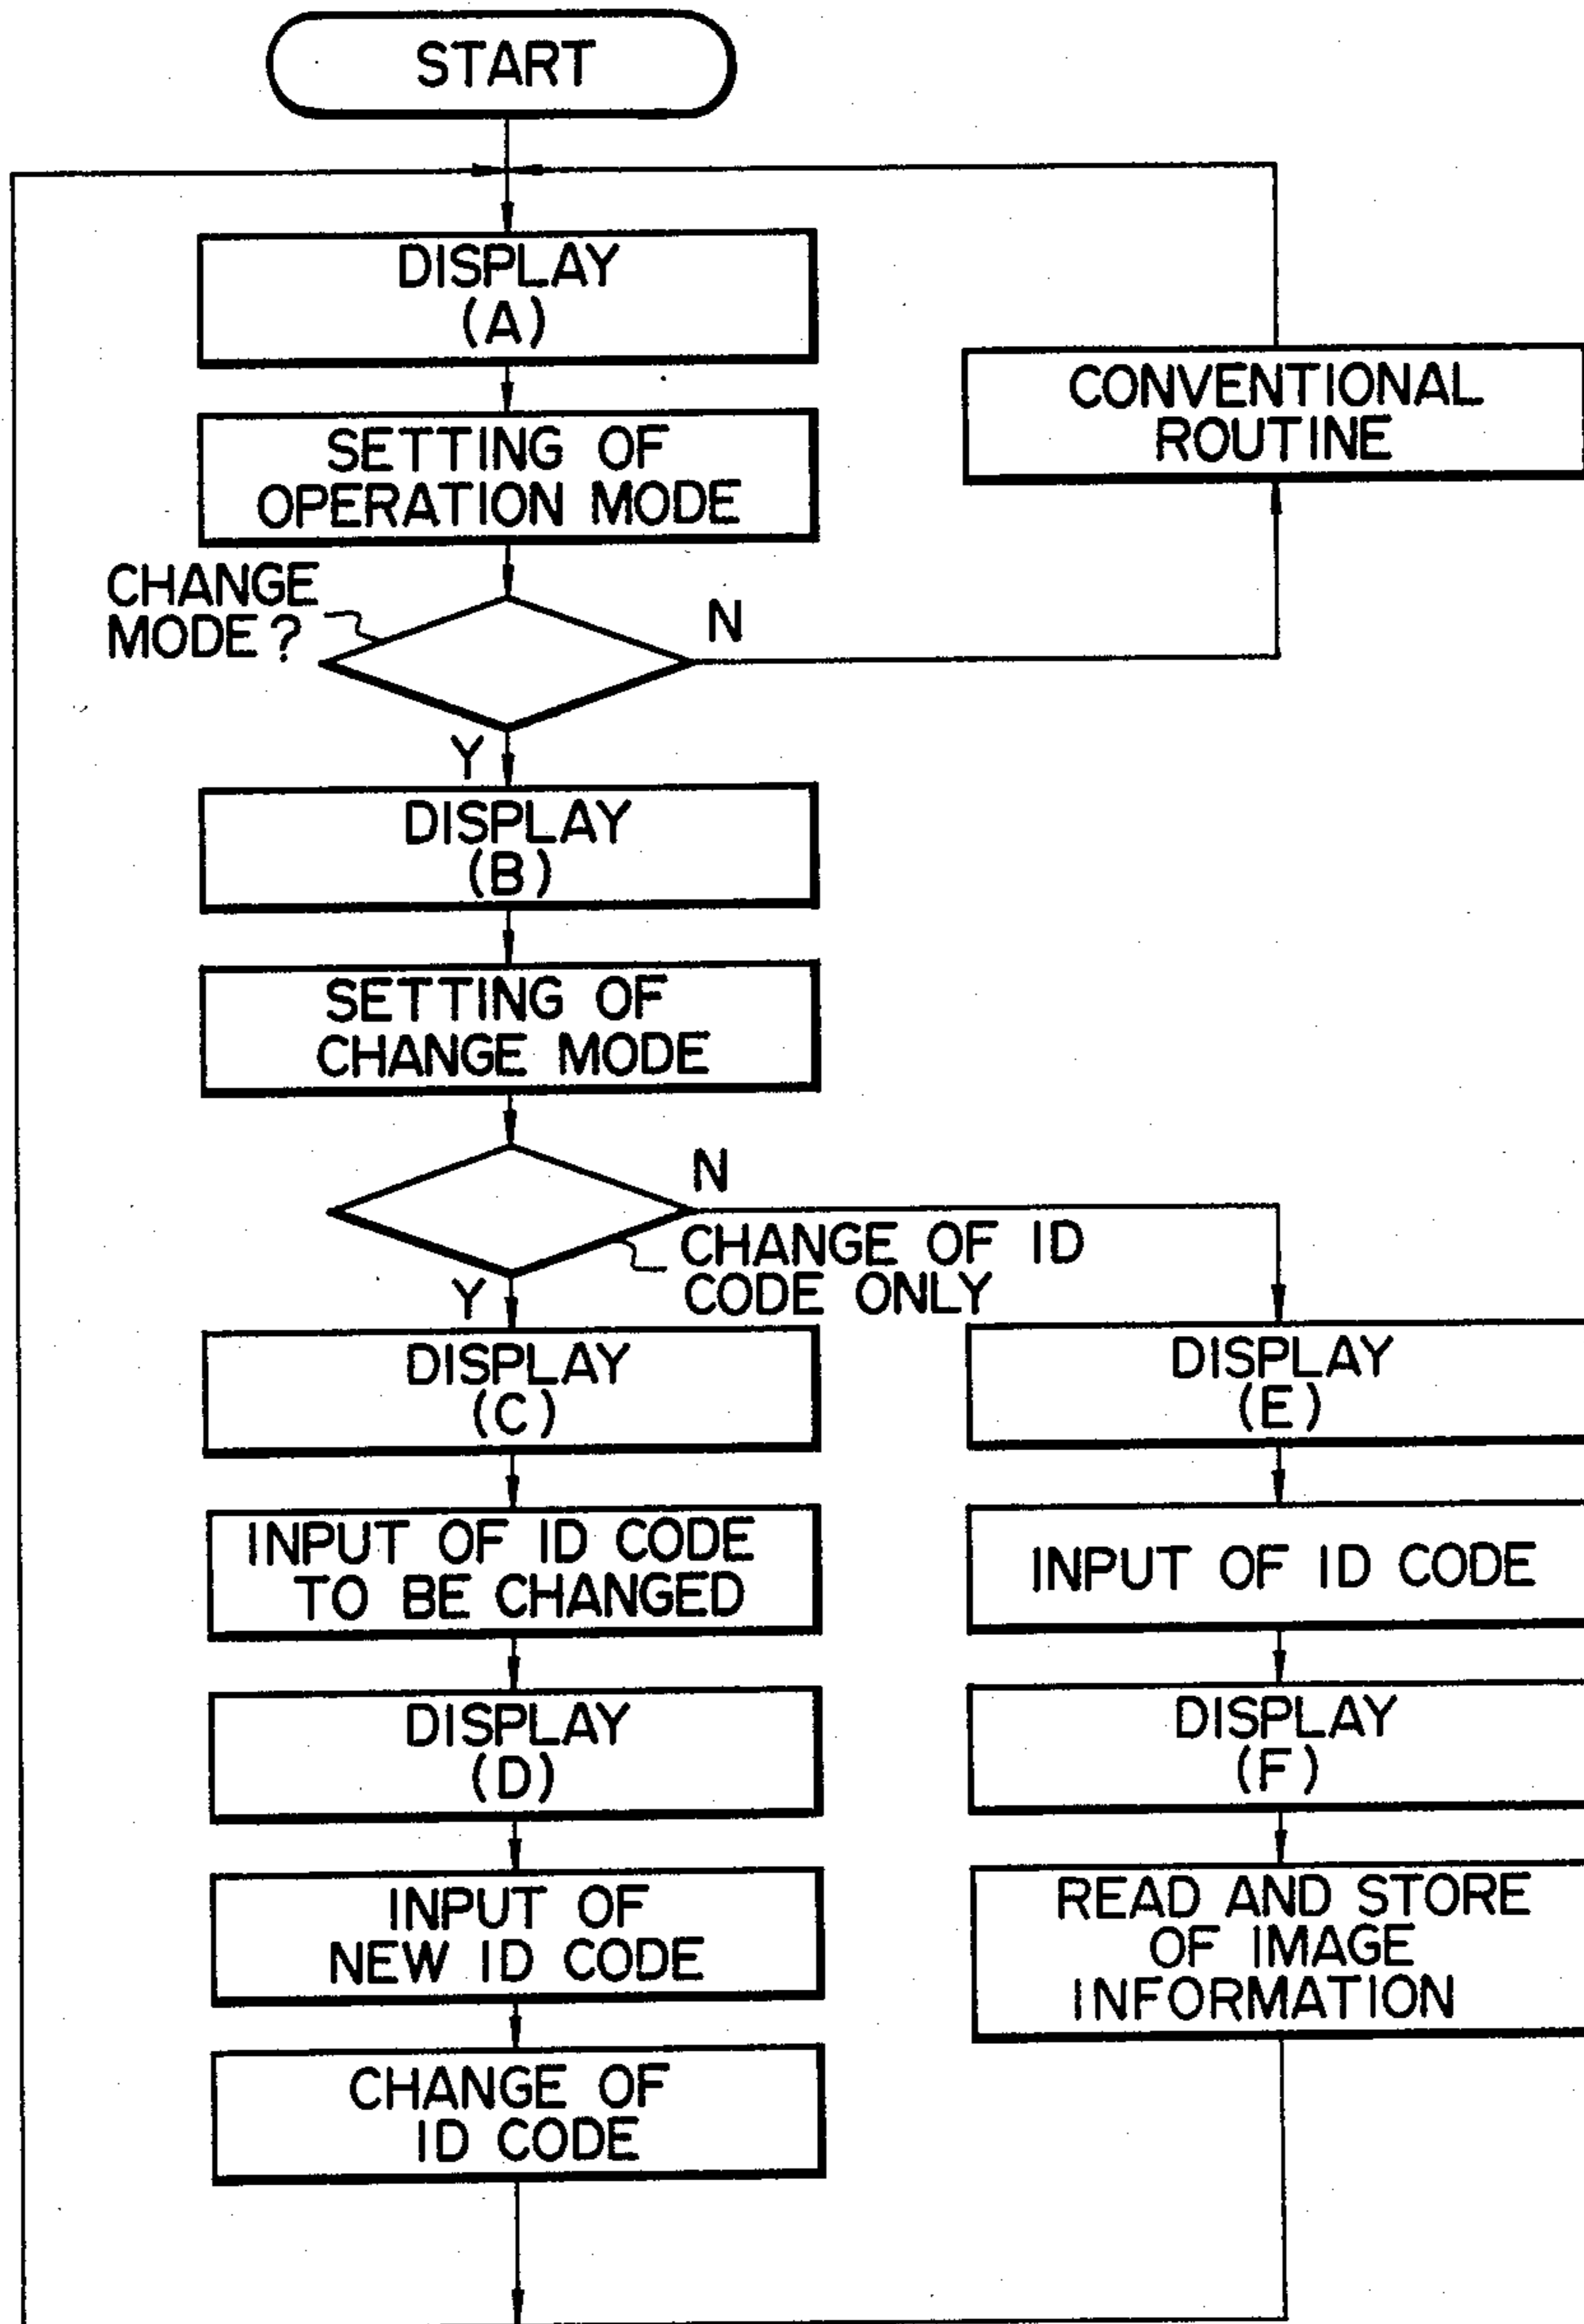 START
DISPLAY
(A)
SETTING OF
OPERATION MODE
CONVENTIONAL
ROUTINE
CHANGE
MODE?
N
Y
DISPLAY
(B)
SETTING OF
CHANGE MODE
N
CHANGE OF ID
CODE ONLY
Y
DISPLAY
(C)
INPUT OF ID CODE
TO BE CHANGED
DISPLAY
(D)
INPUT OF
NEW ID CODE
CHANGE OF
ID CODE
DISPLAY
(E)
INPUT OF ID CODE
DISPLAY
(F)
READ AND STORE
OF IMAGE
INFORMATION